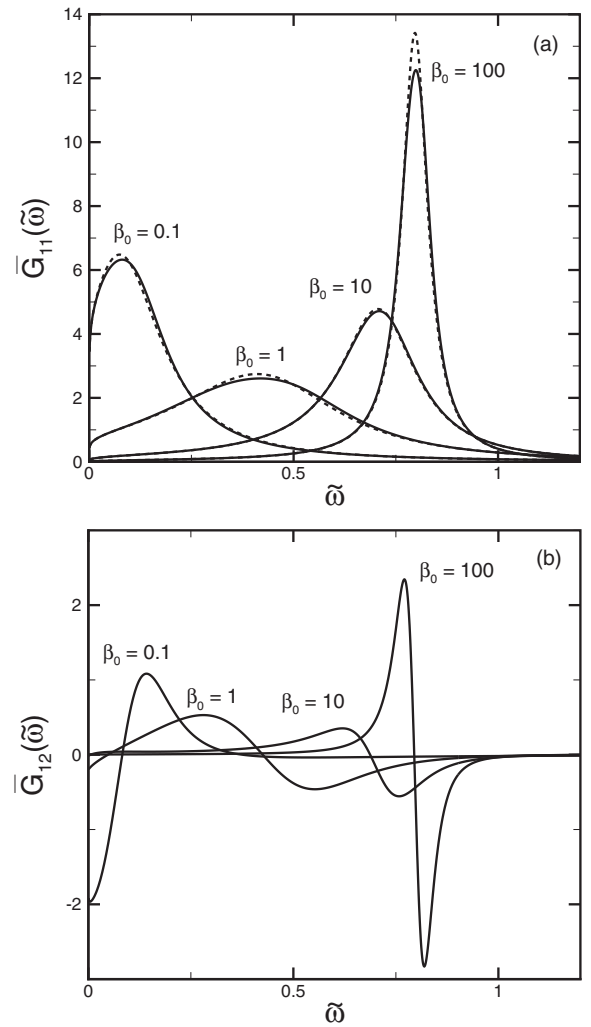 14
(a)
β₀ = 100
12
10
G̅₁₁(ω̃)
8
β₀ = 0.1
6
β₀ = 10
4
β₀ = 1
2
0
0
0.5
1
ω̃
(b)
β₀ = 100
2
β₀ = 0.1
β₀ = 1
β₀ = 10
G̅₁₂(ω̃)
0
-2
0
0.5
1
ω̃